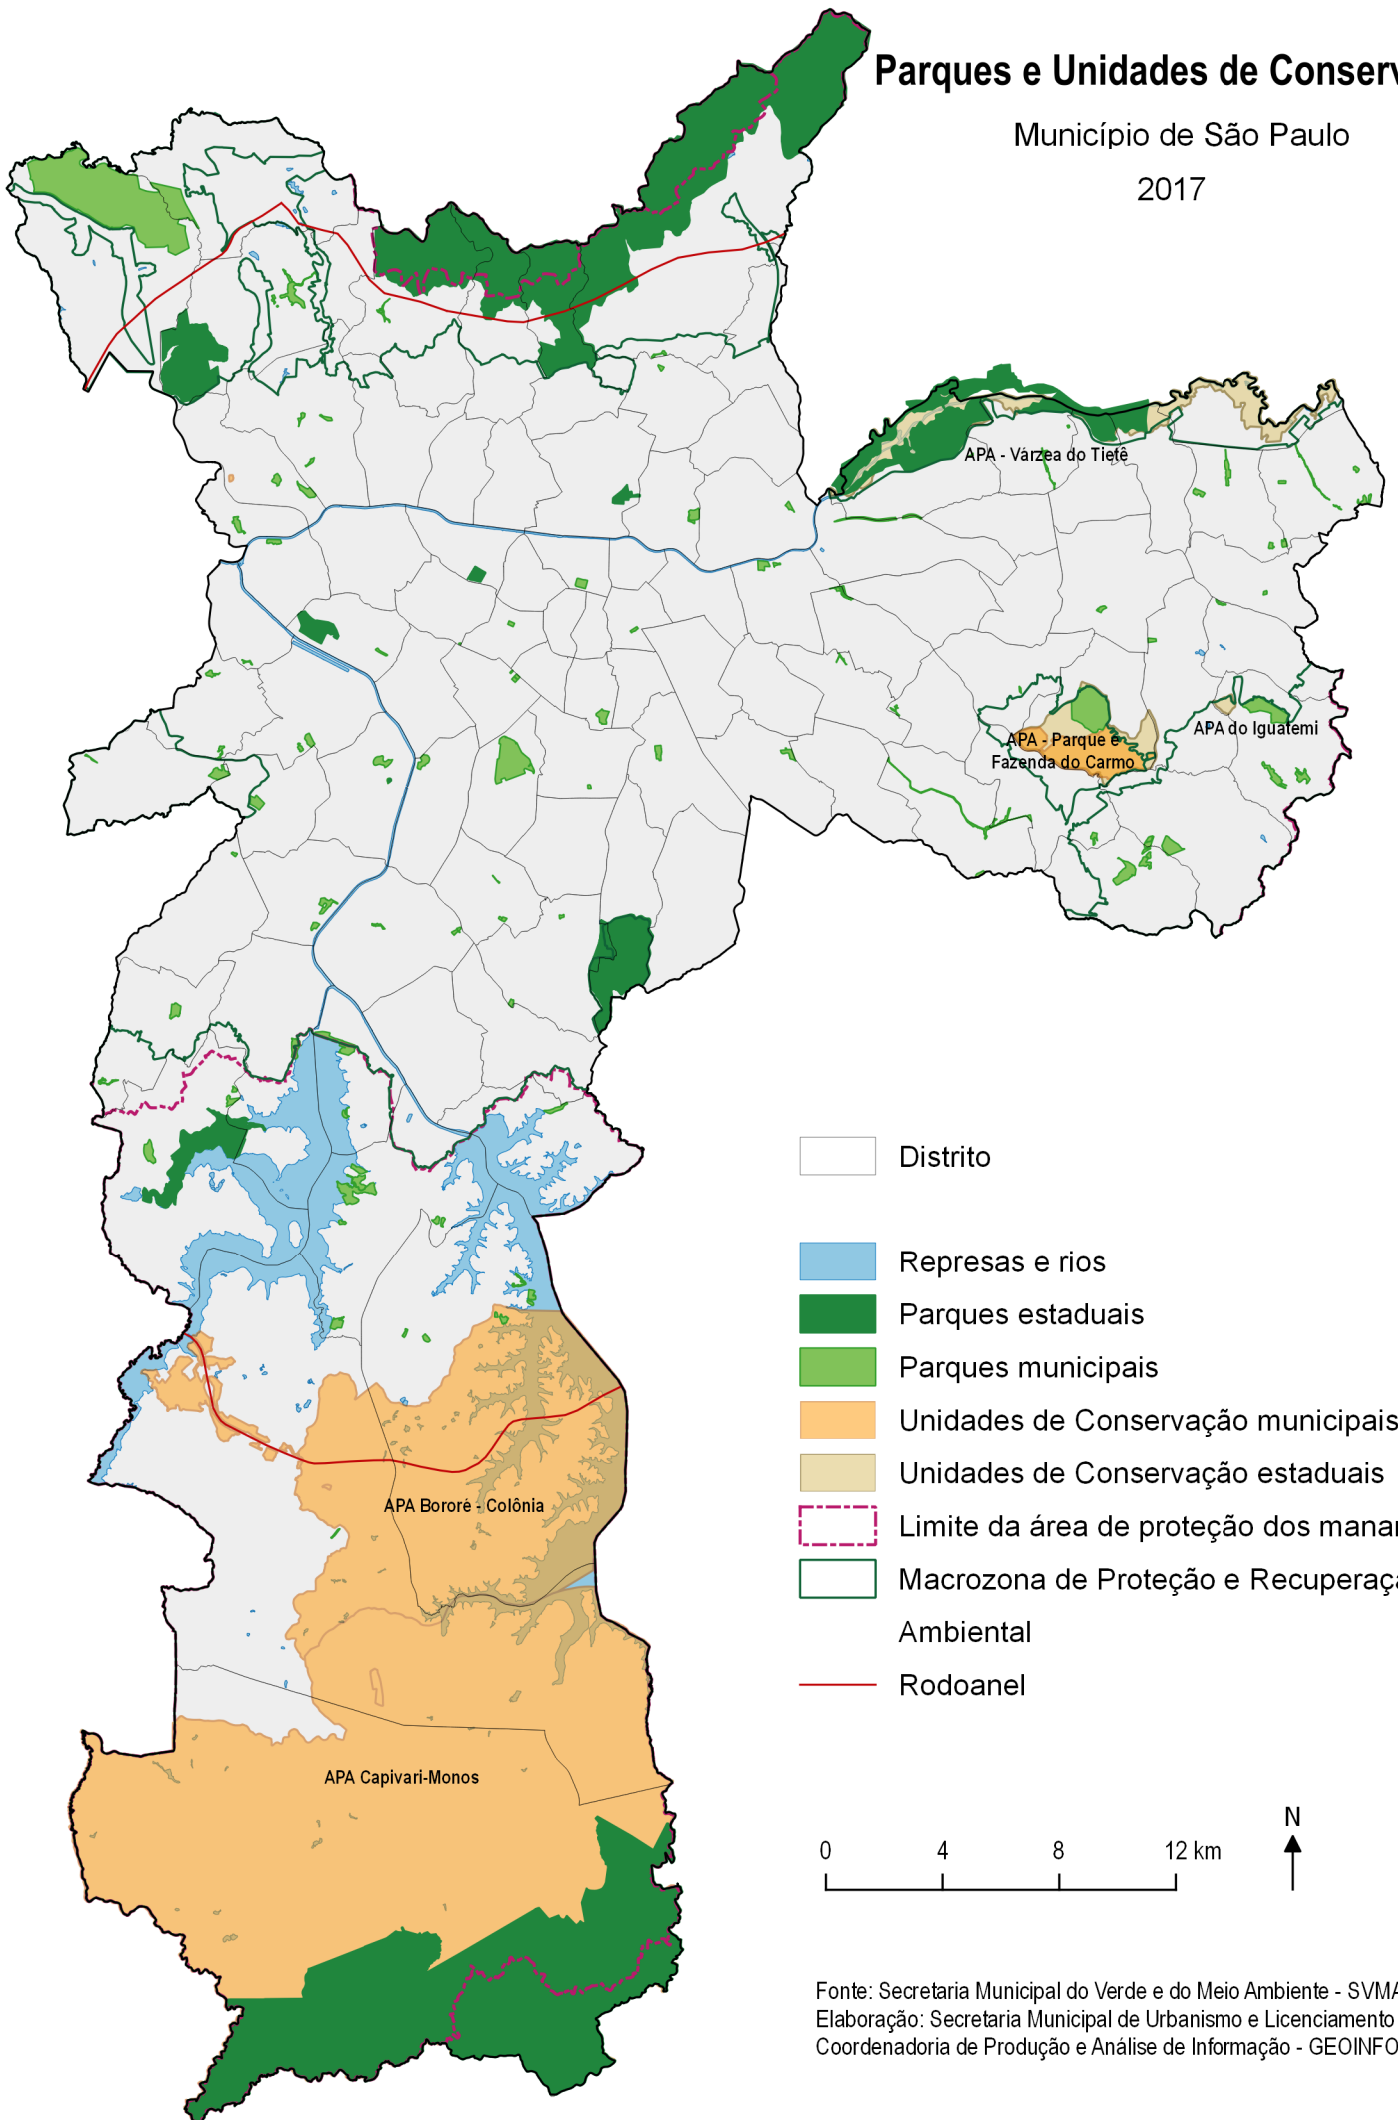 Parques e Unidades de Conserv
Município de São Paulo
2017
APA - Várzea do Tietê
APA do Iguatemi
APA - Parque e
Fazenda do Carmo
Distrito
Represas e rios
Parques estaduais
Parques municipais
Unidades de Conservação municipais
Unidades de Conservação estaduais
Limite da área de proteção dos manan
Macrozona de Proteção e Recuperaçã
Ambiental
Rodoanel
APA Bororé - Colônia
APA Capivari-Monos
N
0 4 8 12 km
Fonte: Secretaria Municipal do Verde e do Meio Ambiente - SVMA
Elaboração: Secretaria Municipal de Urbanismo e Licenciamento
Coordenadoria de Produção e Análise de Informação - GEOINFO